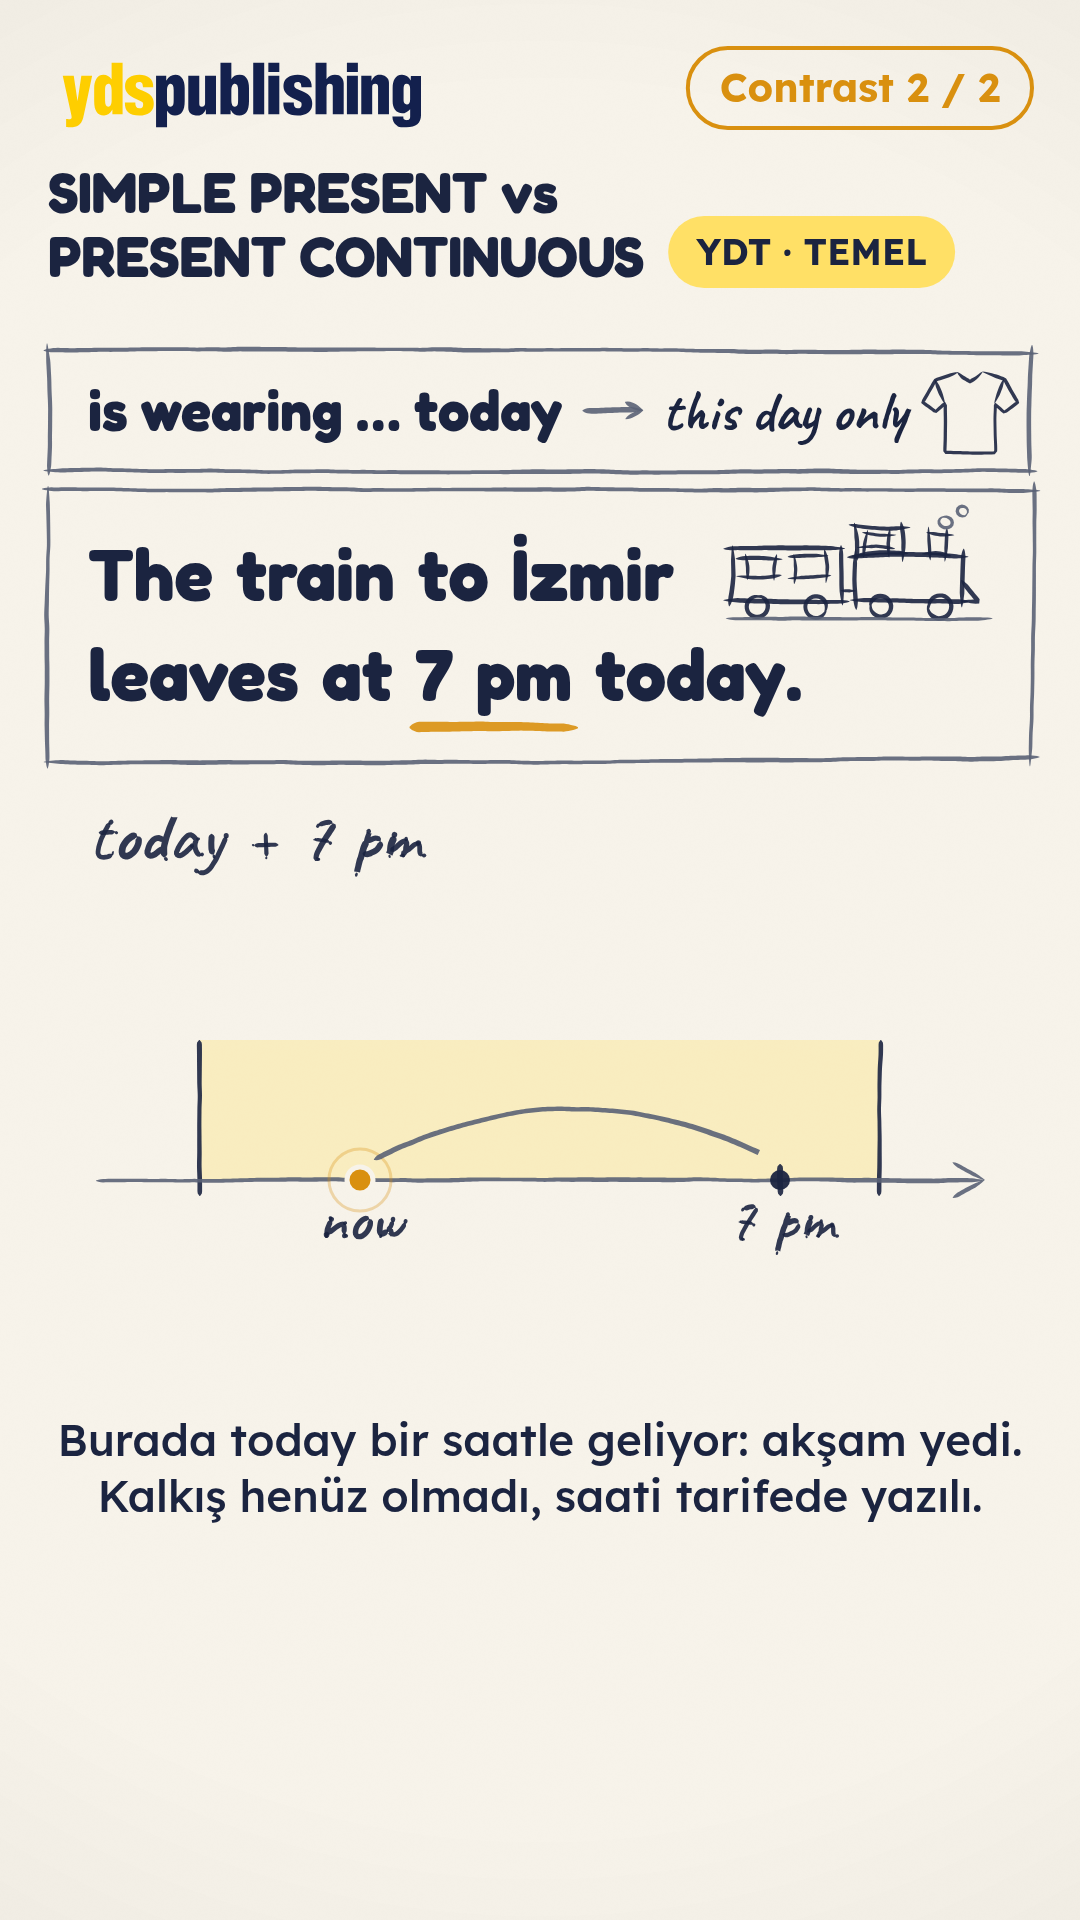 ydspublishing
Contrast 2 / 2
SIMPLE PRESENT vs
PRESENT CONTINUOUS
YDT · TEMEL
is wearing ... today → this day only
The train to İzmir
leaves at 7 pm today.
today + 7 pm
now
7 pm
Burada today bir saatle geliyor: akşam yedi.
Kalkış henüz olmadı, saati tarifede yazılı.